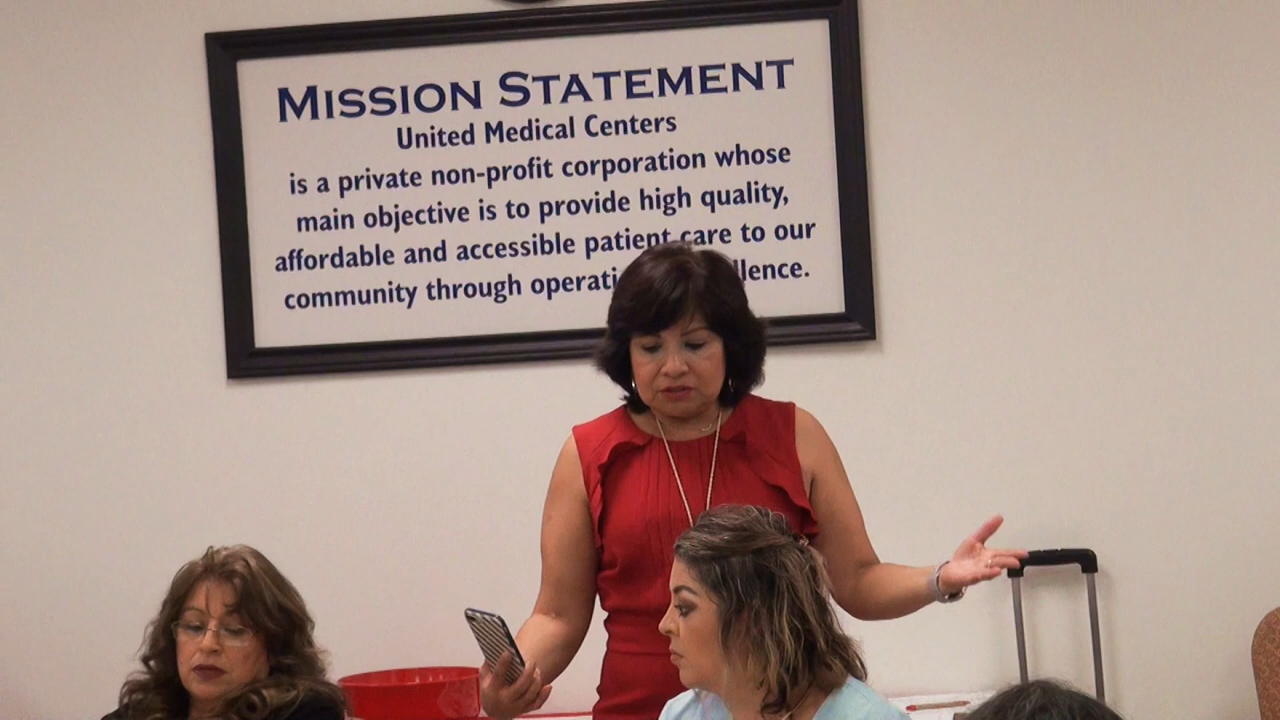 MISSION STATEMENT
United Medical Centers
is a private non-profit corporation whose
main objective is to provide high quality,
affordable and accessible patient care to our
community through